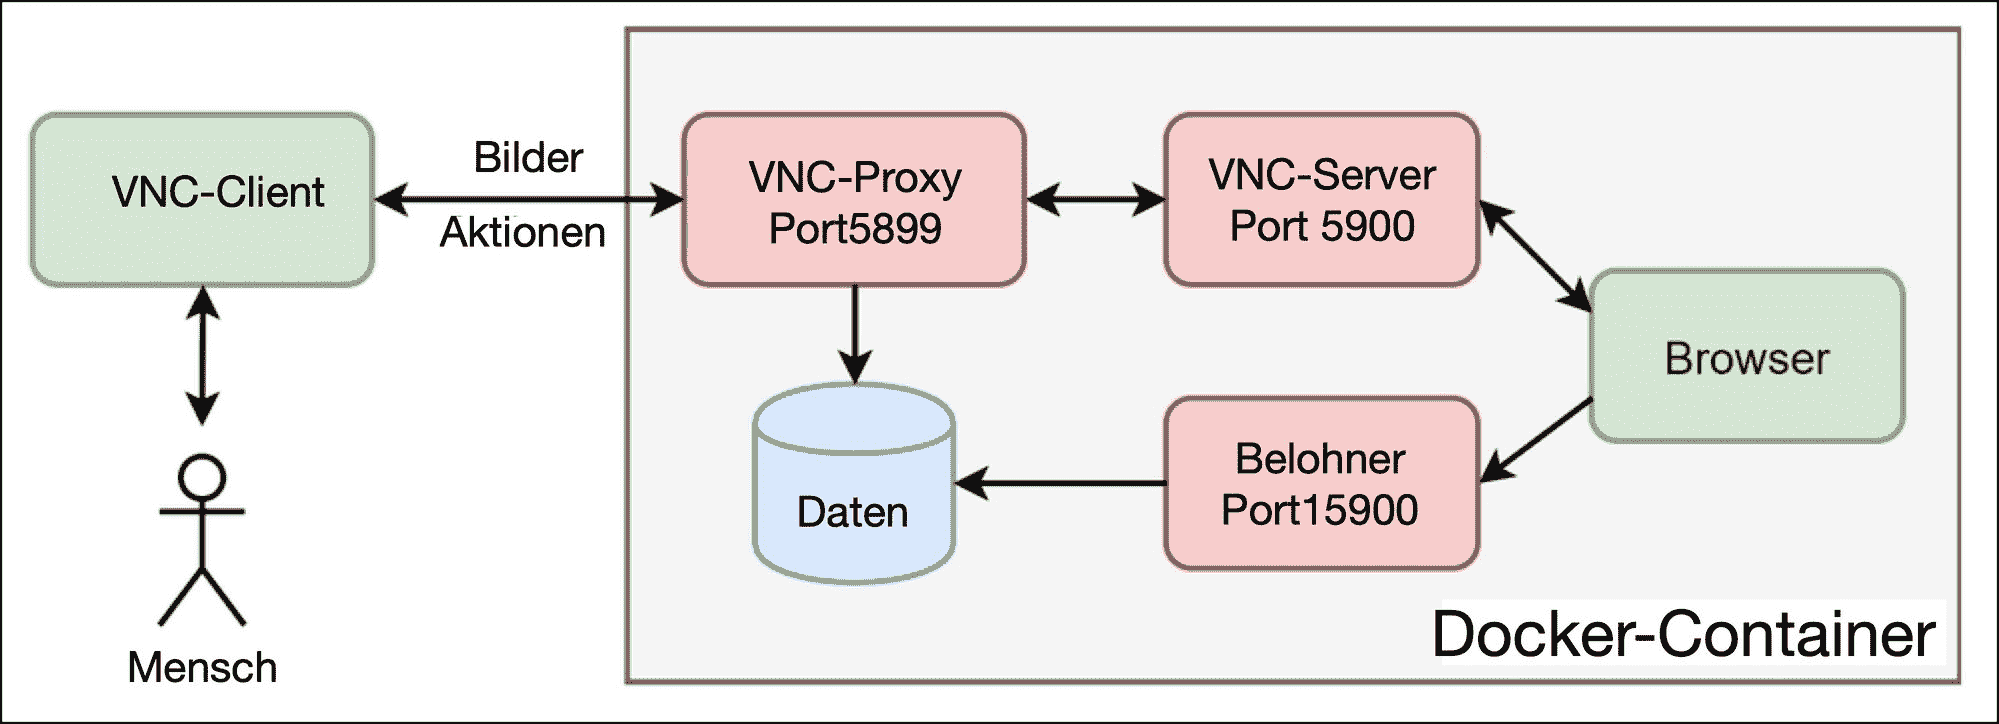 VNC-Client
Bilder
Aktionen
VNC-Proxy
Port5899
VNC-Server
Port 5900
Browser
Belohner
Port15900
Daten
Docker-Container
Mensch